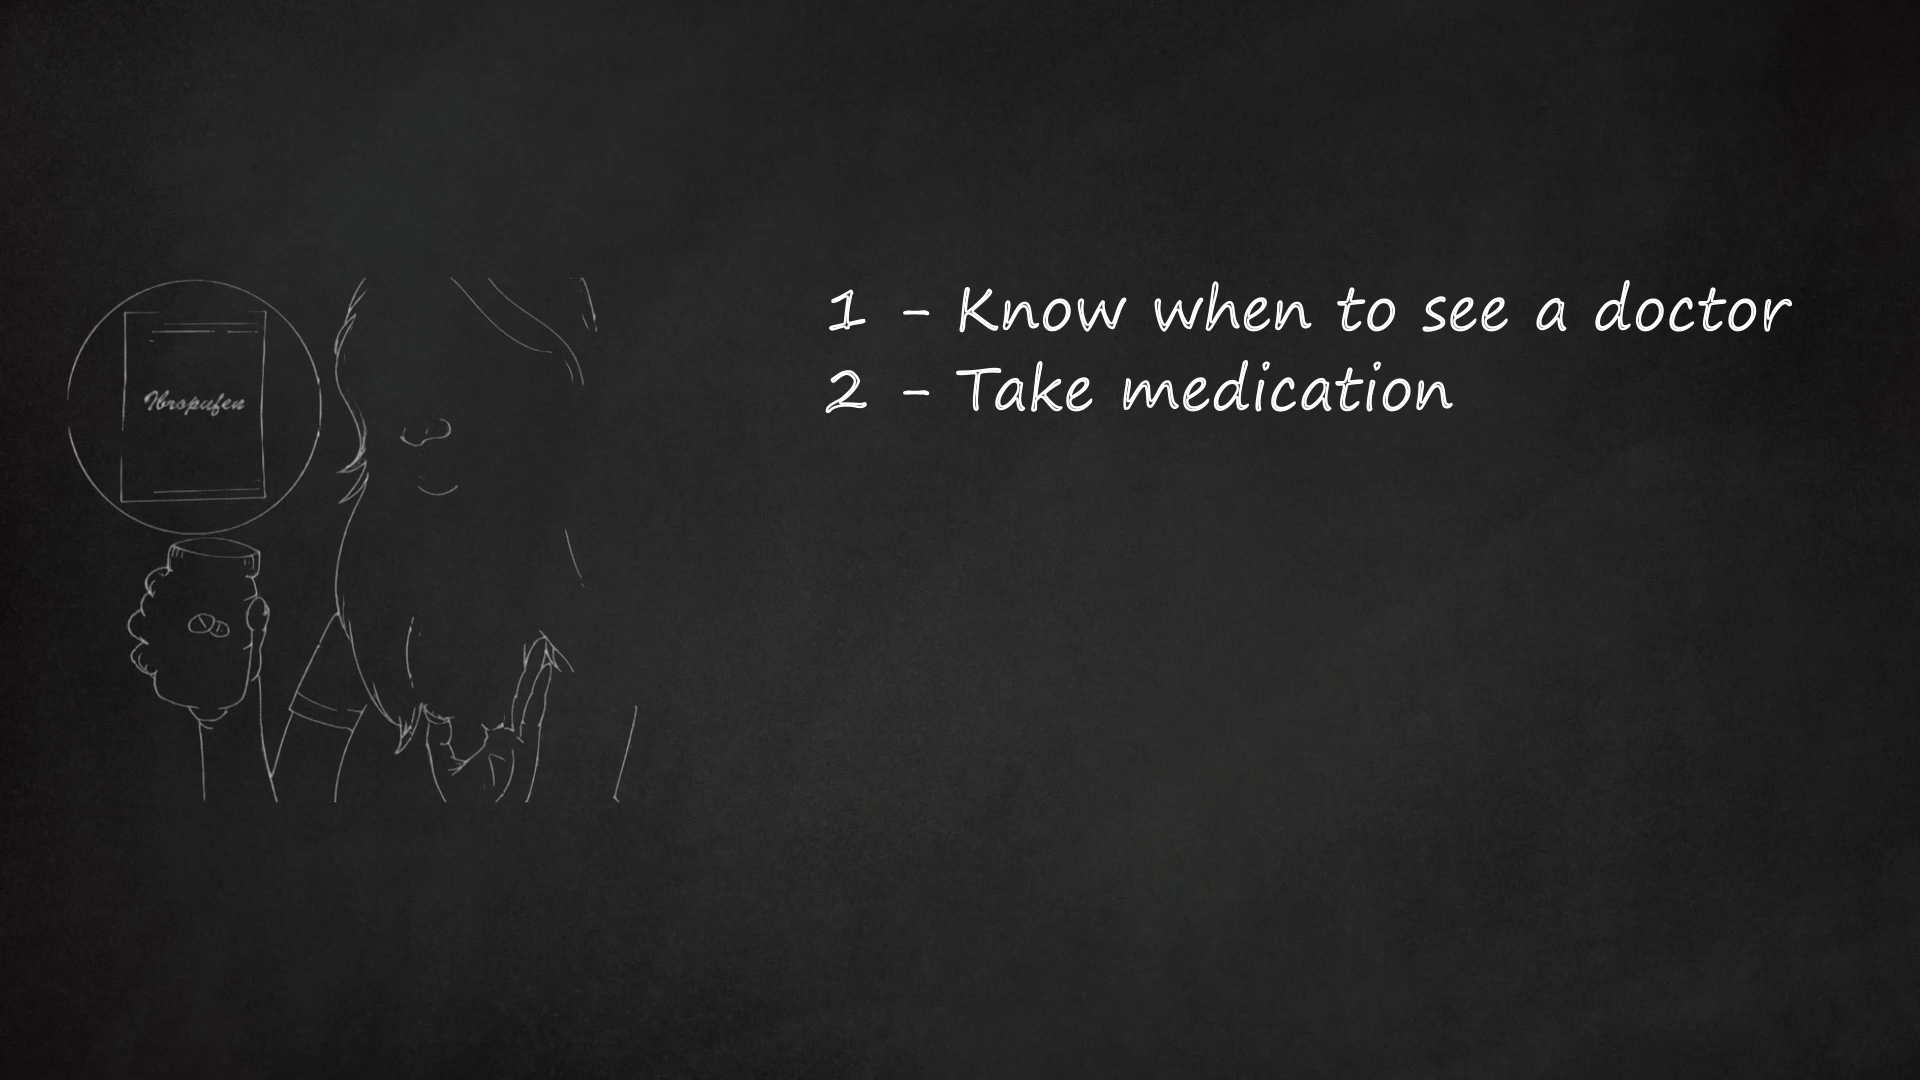 1 - Know when to see a doctor
2 - Take medication
Ibropufen